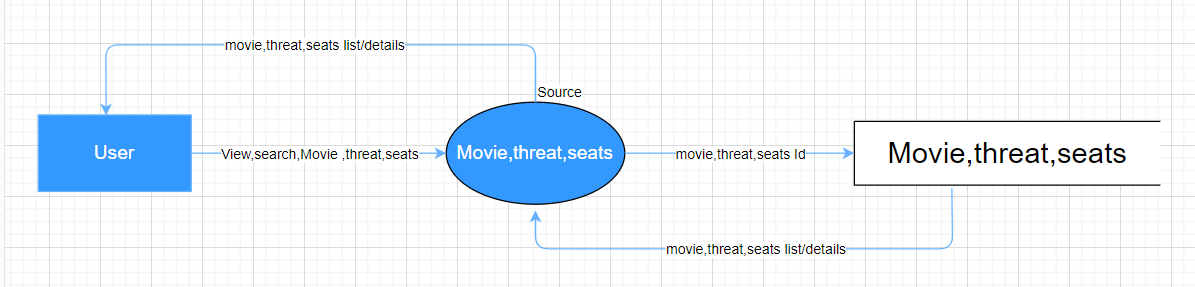 movie,threat,seats list/details
Source
User
View,search,Movie ,threat,seats
Movie,threat,seats
movie,threat,seats Id
Movie,threat,seats
movie,threat,seats list/details